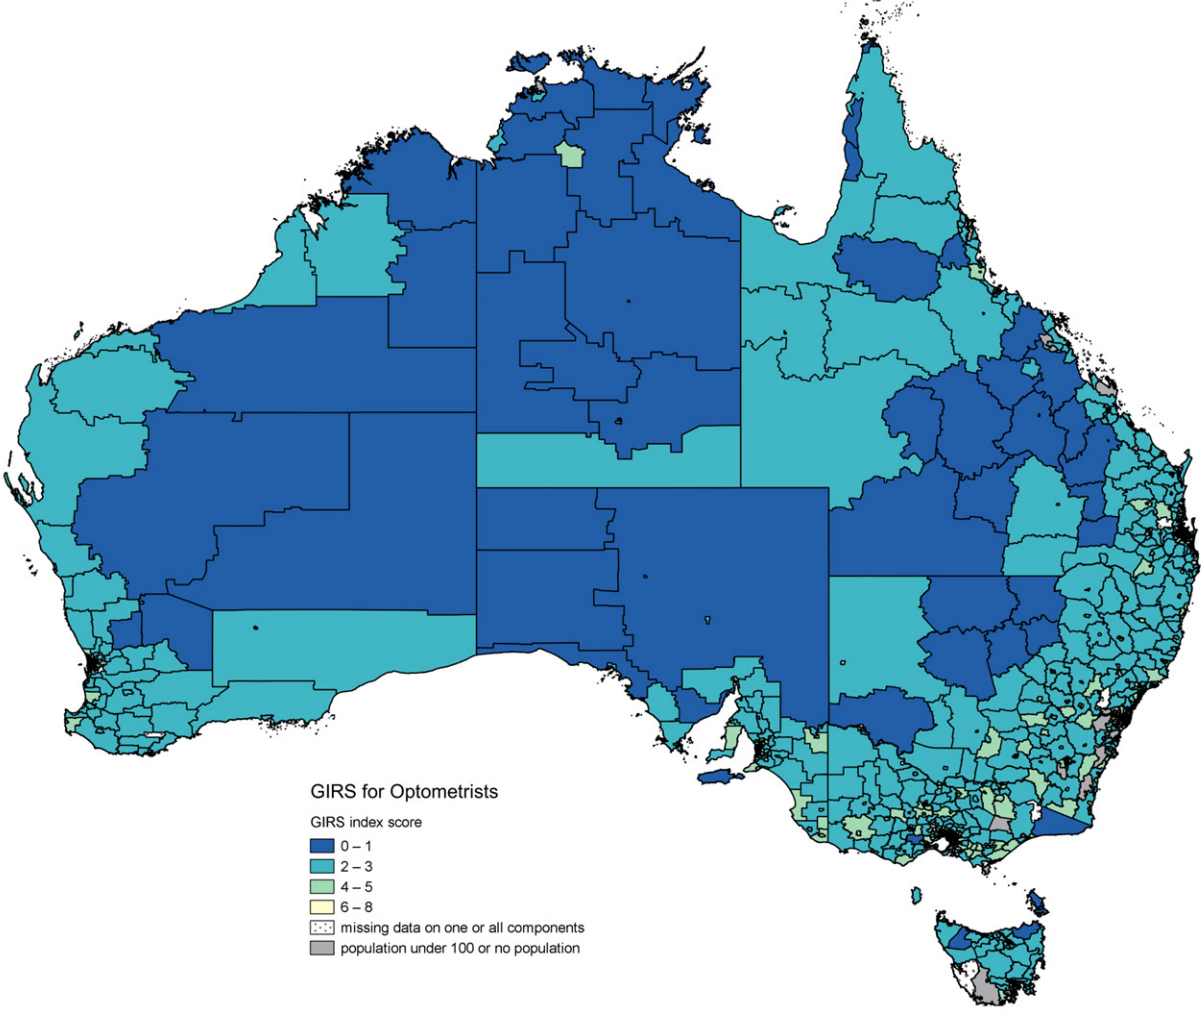 GIRS for Optometrists
GIRS index score
0 – 1
2 – 3
4 – 5
6 – 8
missing data on one or all components
population under 100 or no population